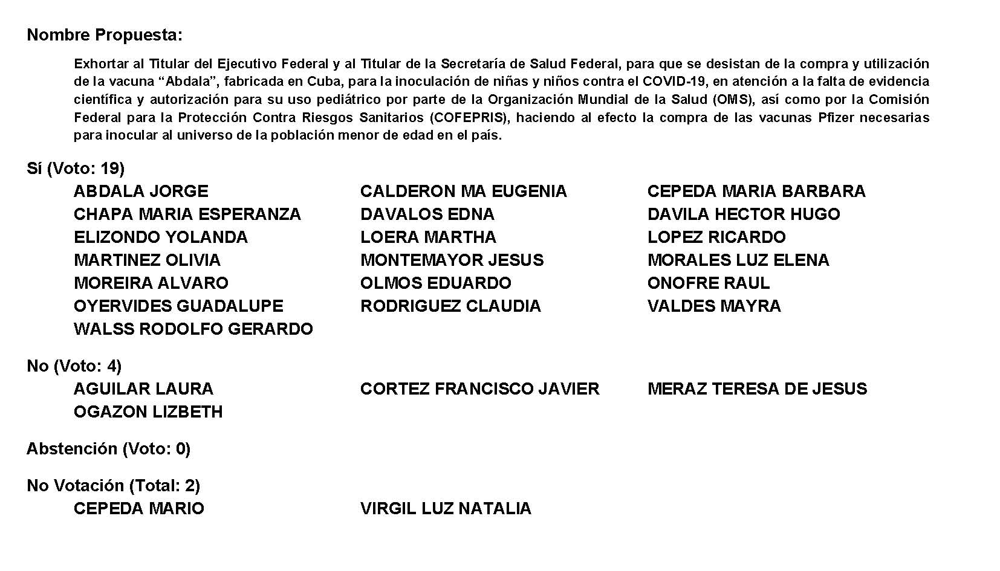 Nombre Propuesta:
Exhortar al Titular del Ejecutivo Federal y al Titular de la Secretaría de Salud Federal, para que se desistan de la compra y utilización
de la vacuna “Abdala”, fabricada en Cuba, para la inoculación de niñas y niños contra el COVID-19, en atención a la falta de evidencia
científica y autorización para su uso pediátrico por parte de la Organización Mundial de la Salud (OMS), así como por la Comisión
Federal para la Protección Contra Riesgos Sanitarios (COFEPRIS), haciendo al efecto la compra de las vacunas Pfizer necesarias
para inocular al universo de la población menor de edad en el país.
Sí (Voto: 19)
ABDALA JORGE CALDERON MA EUGENIA CEPEDA MARIA BARBARA
CHAPA MARIA ESPERANZA DAVALOS EDNA DAVILA HECTOR HUGO
ELIZONDO YOLANDA LOERA MARTHA LOPEZ RICARDO
MARTINEZ OLIVIA MONTEMAYOR JESUS MORALES LUZ ELENA
MOREIRA ALVARO OLMOS EDUARDO ONOFRE RAUL
OYERVIDES GUADALUPE RODRIGUEZ CLAUDIA VALDES MAYRA
WALSS RODOLFO GERARDO
No (Voto: 4)
AGUILAR LAURA CORTEZ FRANCISCO JAVIER MERAZ TERESA DE JESUS
OGAZON LIZBETH
Abstención (Voto: 0)
No Votación (Total: 2)
CEPEDA MARIO VIRGIL LUZ NATALIA